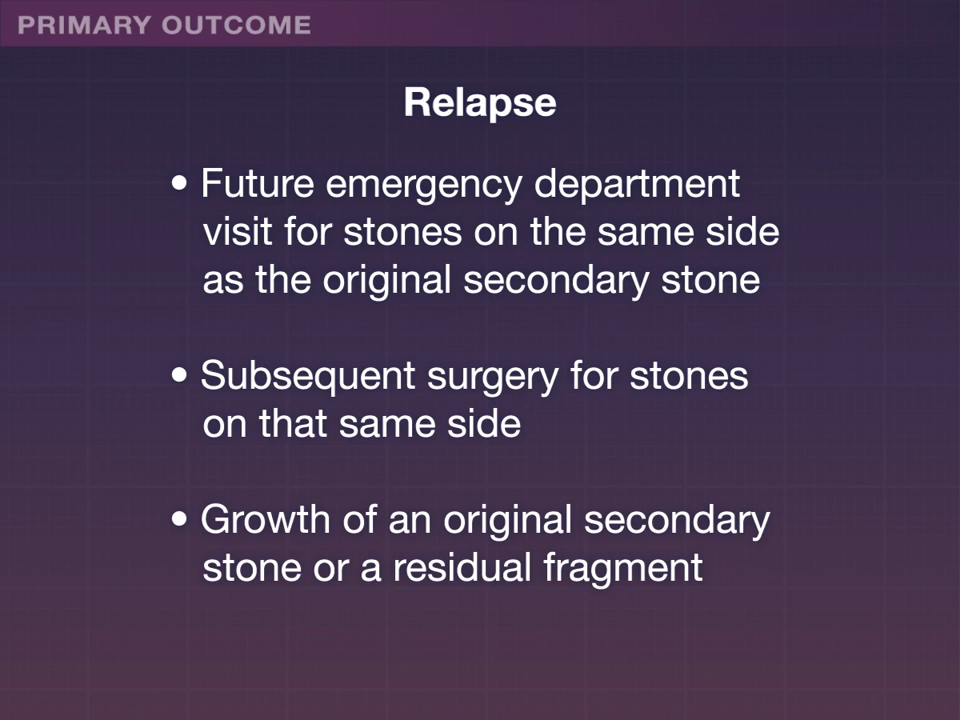 PRIMARY OUTCOME
Relapse
• Future emergency department
visit for stones on the same side
as the original secondary stone
• Subsequent surgery for stones
on that same side
• Growth of an original secondary
stone or a residual fragment